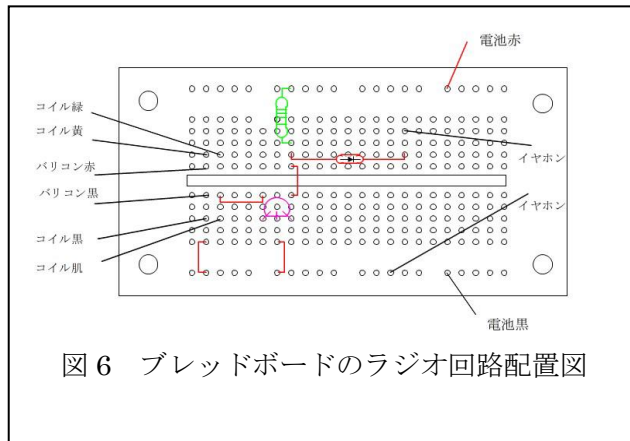 電池赤
コイル緑
コイル黄
バリコン赤
バリコン黒
コイル黒
コイル肌
イヤホン
イヤホン
電池黒
図6 ブレッドボードのラジオ回路配置図